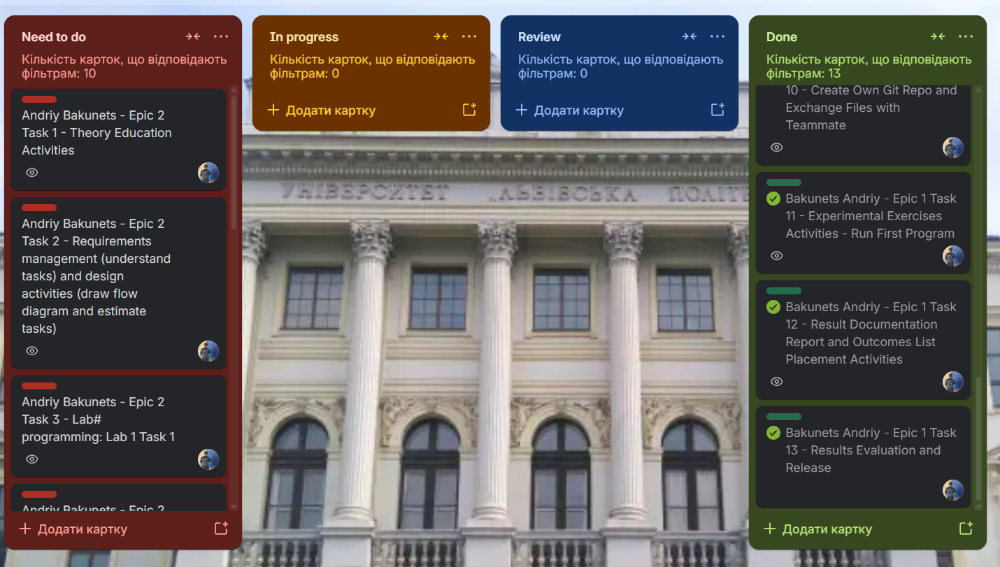 Need to do
Кількість карток, що відповідають
фільтрам: 10
Andriy Bakunets - Epic 2
Task 1 - Theory Education
Activities
Andriy Bakunets - Epic 2
Task 2 - Requirements
management (understand
tasks) and design
activities (draw flow
diagram and estimate
tasks)
Andriy Bakunets - Epic 2
Task 3 - Lab#
programming: Lab 1 Task 1
Andriy Bakunets - Epic 2
Додати картку
In progress
Кількість карток, що відповідають
фільтрам: 0
Додати картку
Review
Кількість карток, що відповідають
фільтрам: 0
Додати картку
УНІВЕРСИТЕТ „ЛЬВІВСЬКА ПОЛІТЕ
Done
Кількість карток, що відповідають
фільтрам: 13
10 - Create Own Git Repo and
Exchange Files with
Teammate
Bakunets Andriy - Epic 1 Task
11 - Experimental Exercises
Activities - Run First Program
Bakunets Andriy - Epic 1 Task
12 - Result Documentation
Report and Outcomes List
Placement Activities
Bakunets Andriy - Epic 1 Task
13 - Results Evaluation and
Release
Додати картку